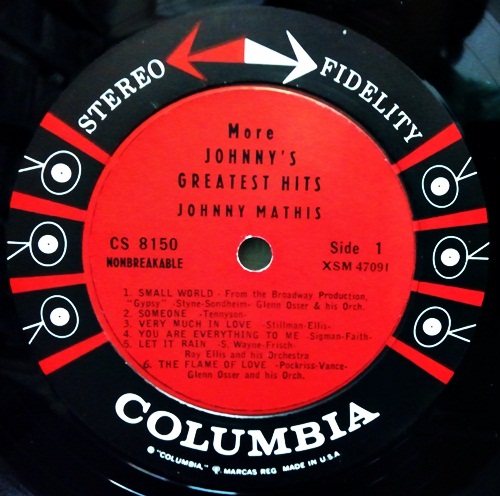 STEREO FIDELITY
More
JOHNNY'S
GREATEST HITS
JOHNNY MATHIS
CS 8150
NONBREAKABLE
Side 1
XSM 47091
1. SMALL WORLD - From the Broadway Production,
"Gypsy" -Styne-Sondheim- Glenn Osser & his Orch.
2. SOMEONE -Tennyson-
3. VERY MUCH IN LOVE -Stillman-Ellis-
4. YOU ARE EVERYTHING TO ME -Sigman-Faith-
5. LET IT RAIN -S. Wayne-Frisch-
Ray Ellis and his Orchestra
6. THE FLAME OF LOVE -Pockriss-Vance-
Glenn Osser and his Orch.
COLUMBIA
® "COLUMBIA," MARCAS REG. MADE IN U.S.A